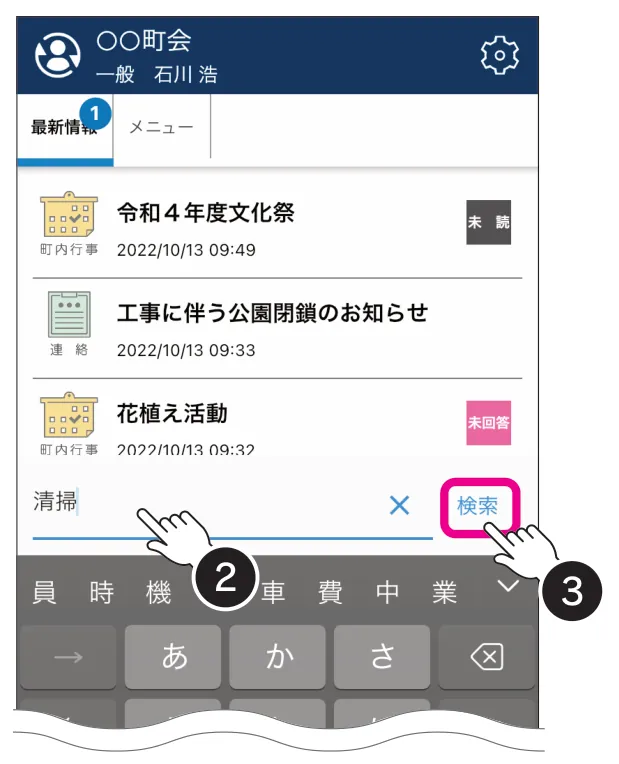 〇〇町会
一般 石川 浩
最新情報 1 メニュー
令和4年度文化祭 未 読
町内行事 2022/10/13 09:49
工事に伴う公園閉鎖のお知らせ
連 絡 2022/10/13 09:33
花植え活動 未回答
町内行事 2022/10/13 09:32
清掃 × 検索
2 3
員 時 機 車 費 中 業
→ あ か さ